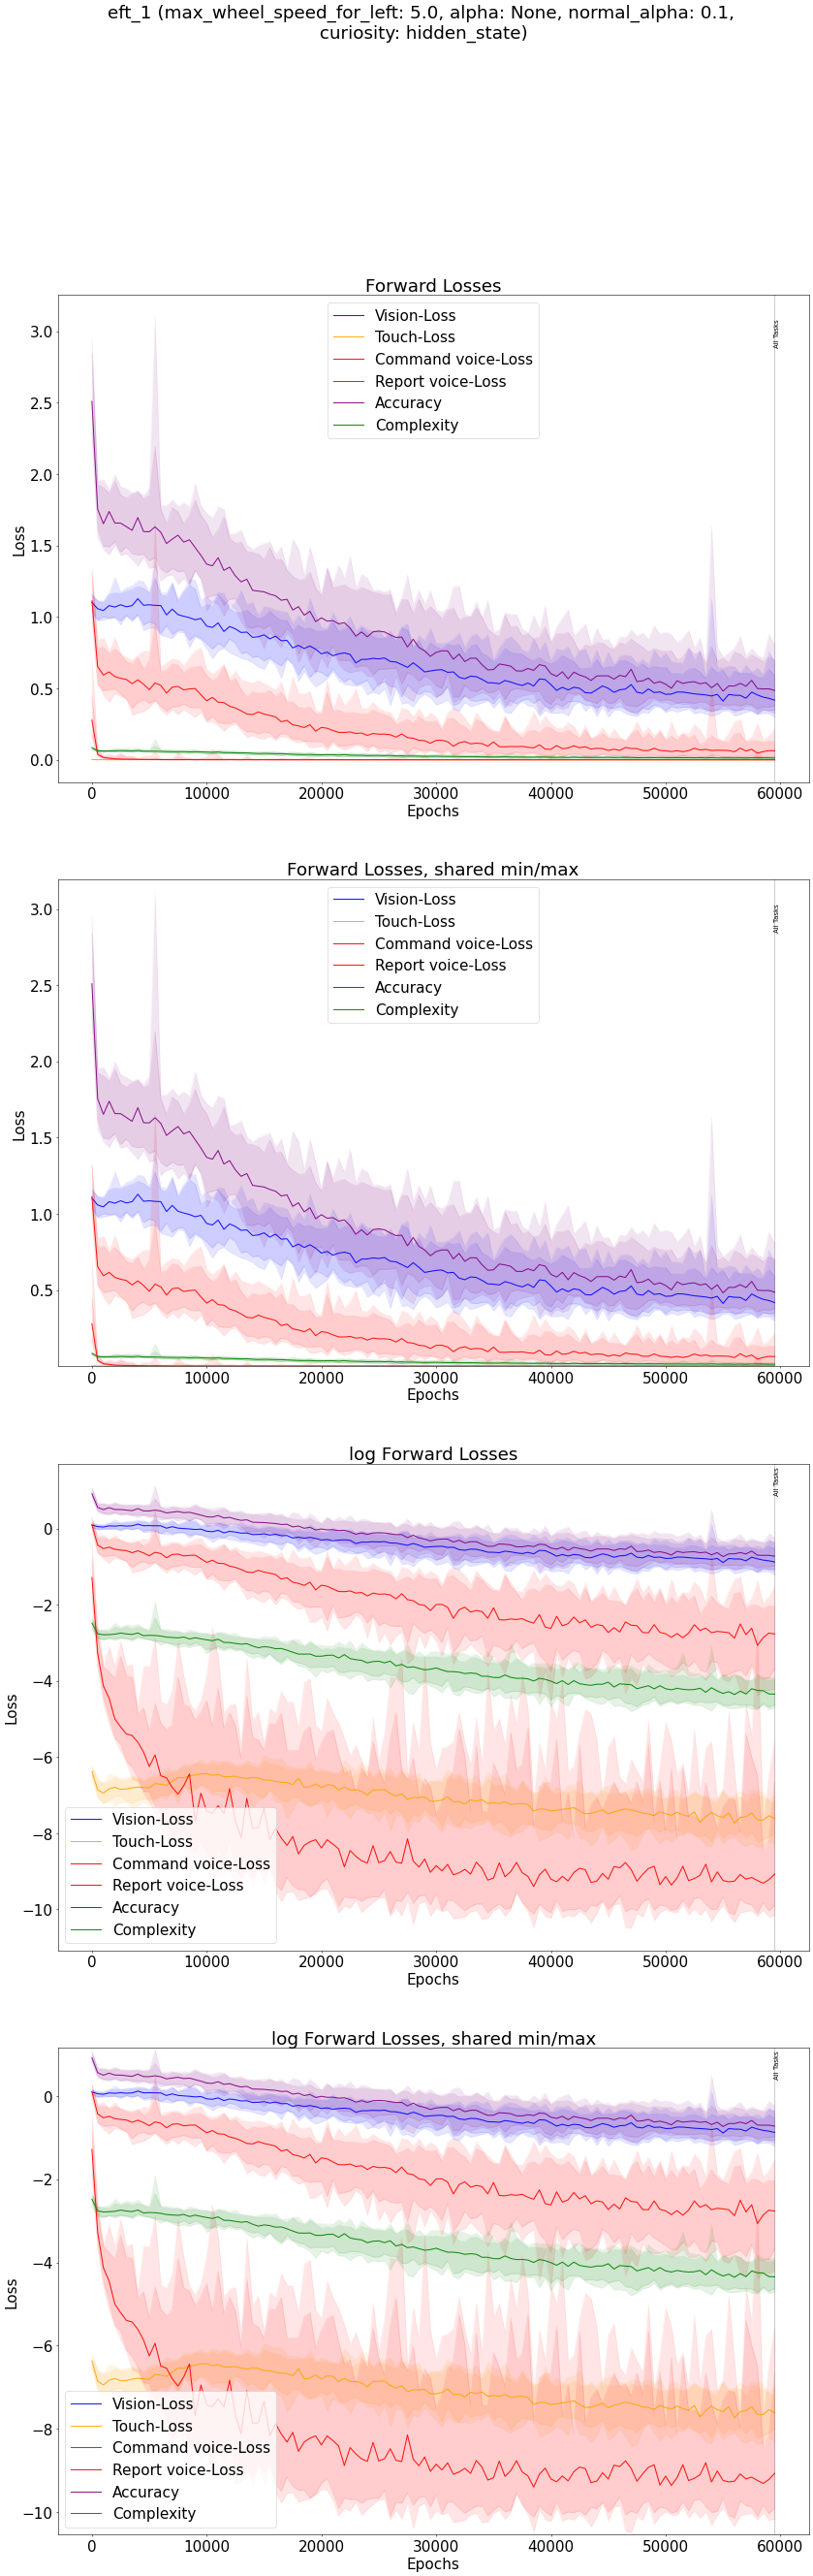 eft_1 (max_wheel_speed_for_left: 5.0, alpha: None, normal_alpha: 0.1,
curiosity: hidden_state)
Forward Losses
Vision-Loss
Touch-Loss
Command voice-Loss
Report voice-Loss
Accuracy
Complexity
All Tasks
3.0
2.5
2.0
1.5
1.0
0.5
0.0
Loss
0 10000 20000 30000 40000 50000 60000
Epochs
Forward Losses, shared min/max
Vision-Loss
Touch-Loss
Command voice-Loss
Report voice-Loss
Accuracy
Complexity
All Tasks
3.0
2.5
2.0
1.5
1.0
0.5
Loss
0 10000 20000 30000 40000 50000 60000
Epochs
log Forward Losses
All Tasks
0
−2
−4
−6
−8
−10
Loss
Vision-Loss
Touch-Loss
Command voice-Loss
Report voice-Loss
Accuracy
Complexity
0 10000 20000 30000 40000 50000 60000
Epochs
log Forward Losses, shared min/max
All Tasks
0
−2
−4
−6
−8
−10
Loss
Vision-Loss
Touch-Loss
Command voice-Loss
Report voice-Loss
Accuracy
Complexity
0 10000 20000 30000 40000 50000 60000
Epochs